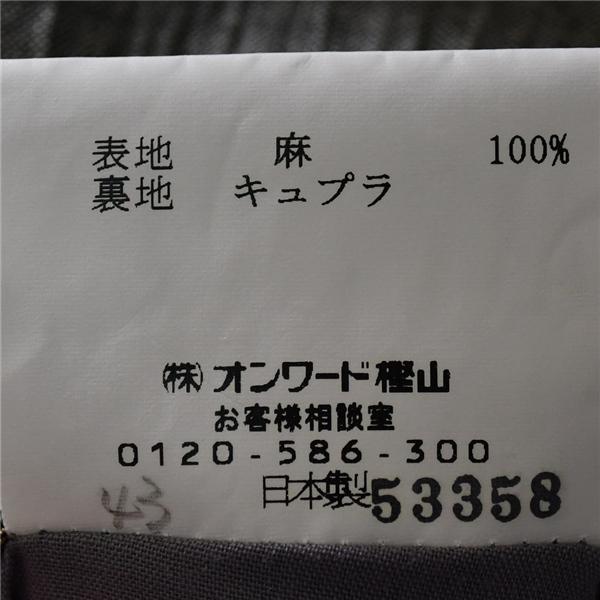 表地 麻 100%
裏地 キュプラ
(株)オンワード樫山
お客様相談室
0120-586-300
43 日本製 53358